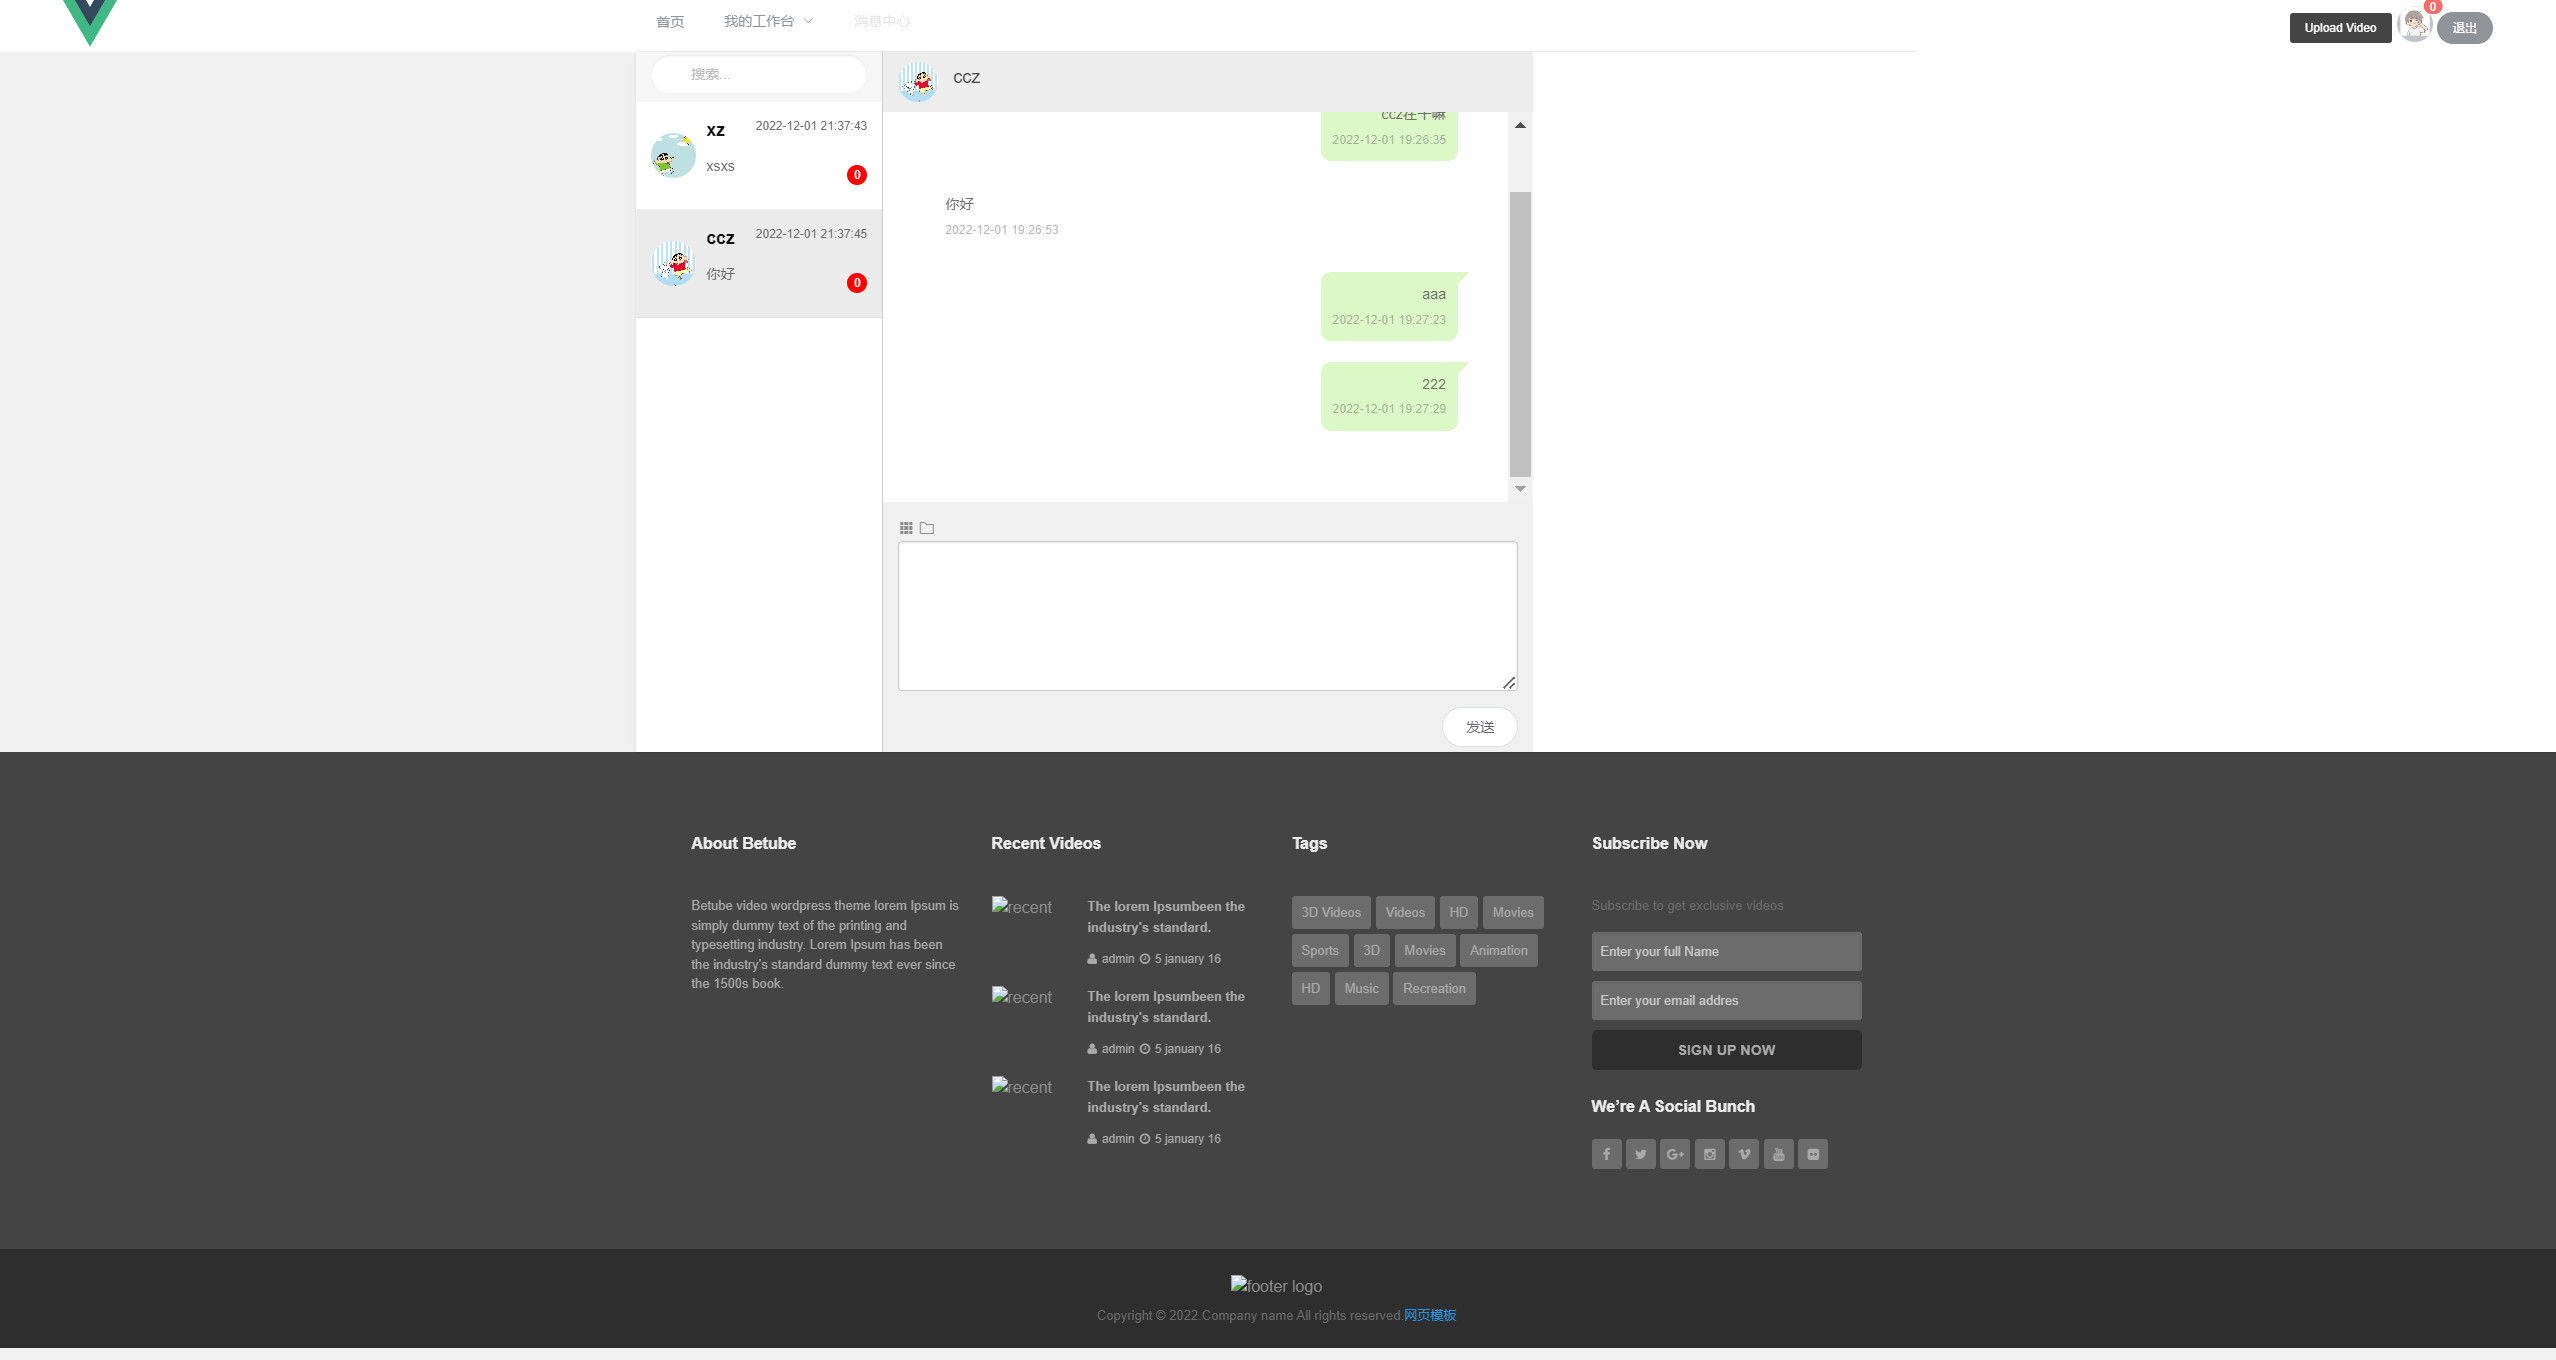 首页
我的工作台
消息中心
Upload Video
0
退出
搜索...
xz
2022-12-01 21:37:43
xsxs
0
ccz
2022-12-01 21:37:45
你好
0
ccz
ccz在干嘛
2022-12-01 19:26:35
你好
2022-12-01 19:26:53
aaa
2022-12-01 19:27:23
222
2022-12-01 19:27:29
发送
About Betube
Betube video wordpress theme lorem Ipsum is
simply dummy text of the printing and
typesetting industry. Lorem Ipsum has been
the industry's standard dummy text ever since
the 1500s book.
Recent Videos
recent
The lorem Ipsumbeen the
industry's standard.
admin 5 january 16
recent
The lorem Ipsumbeen the
industry's standard.
admin 5 january 16
recent
The lorem Ipsumbeen the
industry's standard.
admin 5 january 16
Tags
3D Videos Videos HD Movies
Sports 3D Movies Animation
HD Music Recreation
Subscribe Now
Subscribe to get exclusive videos
Enter your full Name
Enter your email addres
SIGN UP NOW
We’re A Social Bunch
footer logo
Copyright © 2022.Company name All rights reserved.网页模板